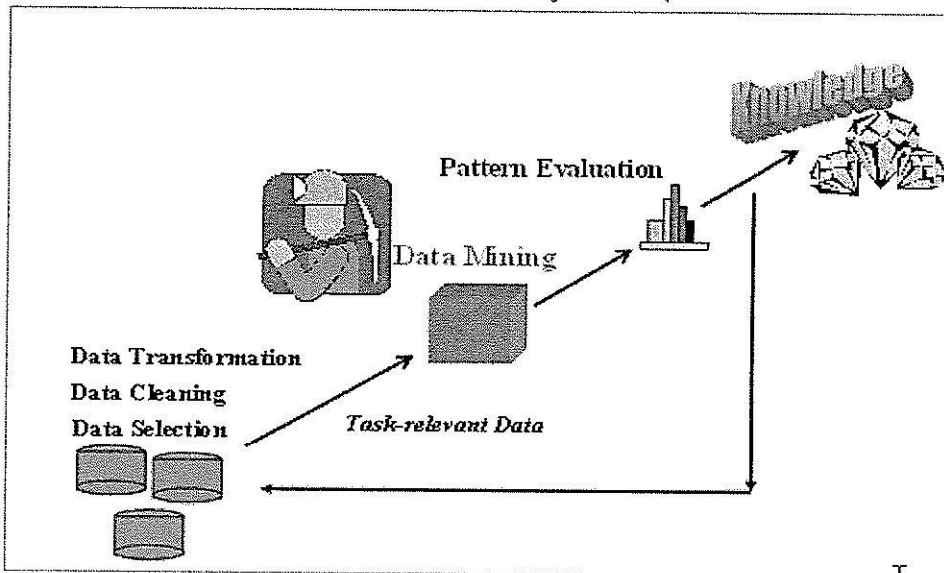 Knowledge
Pattern Evaluation
Data Mining
Data Transformation
Data Cleaning
Data Selection
Task-relevant Data